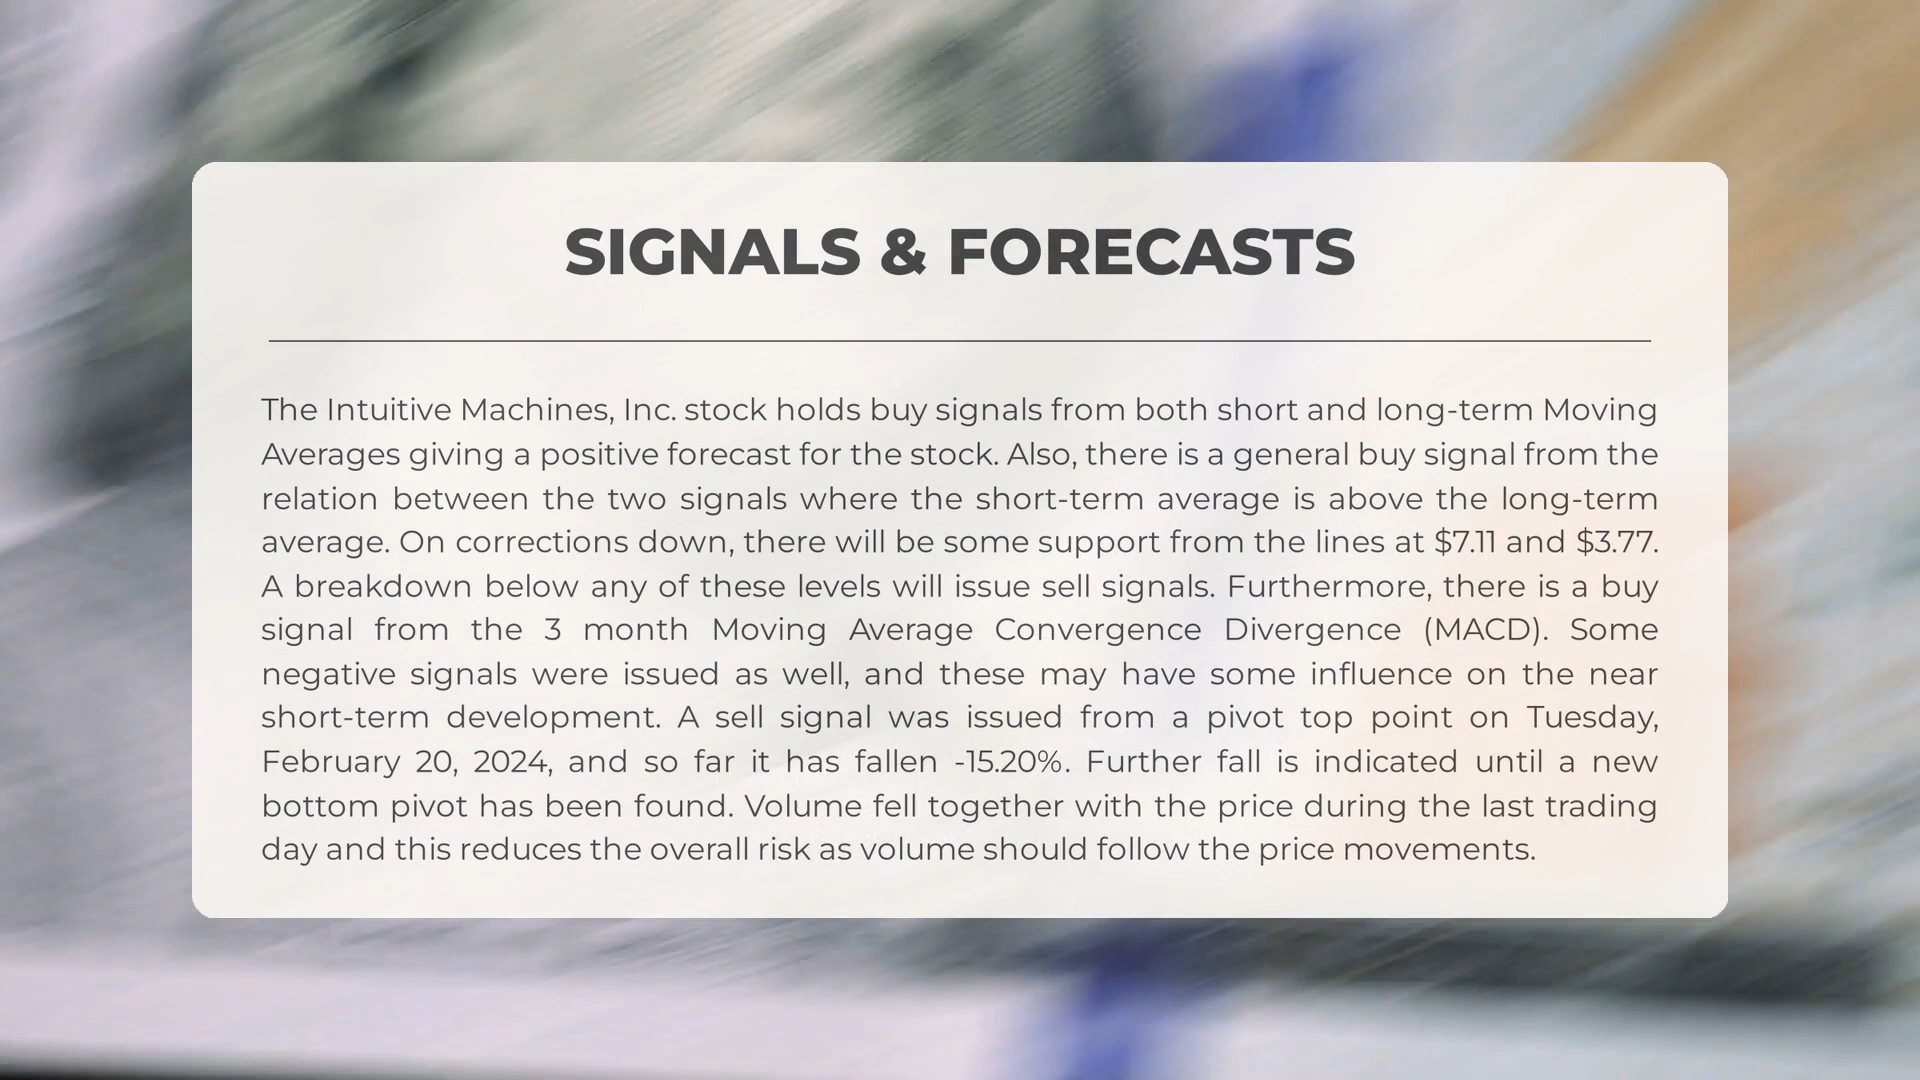 SIGNALS & FORECASTS
The Intuitive Machines, Inc. stock holds buy signals from both short and long-term Moving
Averages giving a positive forecast for the stock. Also, there is a general buy signal from the
relation between the two signals where the short-term average is above the long-term
average. On corrections down, there will be some support from the lines at $7.11 and $3.77.
A breakdown below any of these levels will issue sell signals. Furthermore, there is a buy
signal from the 3 month Moving Average Convergence Divergence (MACD). Some
negative signals were issued as well, and these may have some influence on the near
short-term development. A sell signal was issued from a pivot top point on Tuesday,
February 20, 2024, and so far it has fallen -15.20%. Further fall is indicated until a new
bottom pivot has been found. Volume fell together with the price during the last trading
day and this reduces the overall risk as volume should follow the price movements.